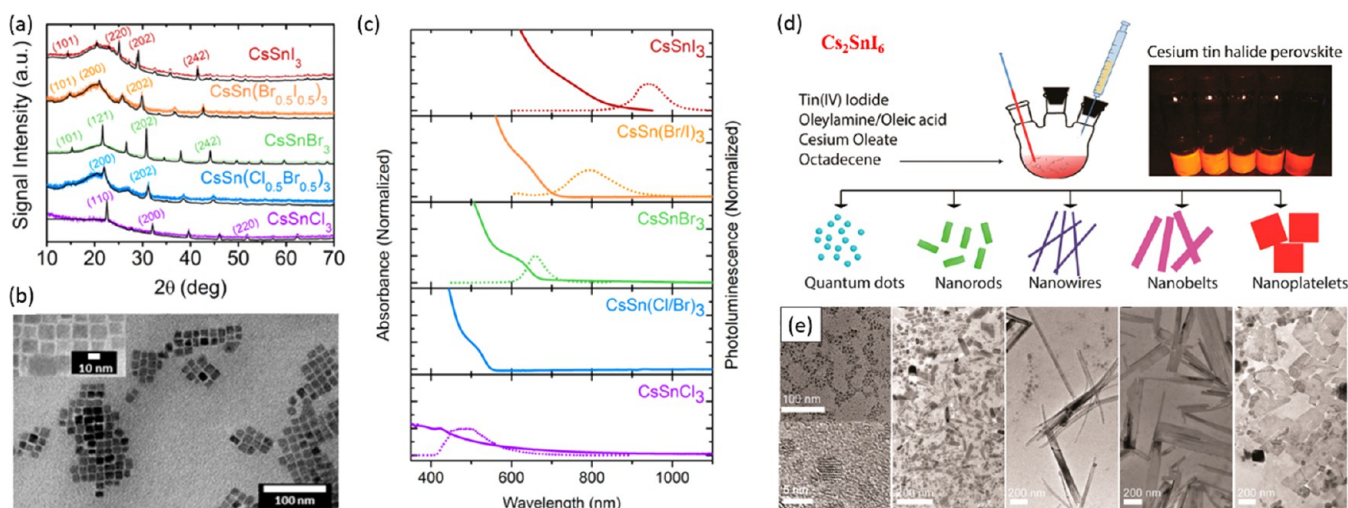 (a)
Signal Intensity (a.u.)
(101)
(220)
(202)
(242)
CsSnI3
(101)
(200)
(202)
CsSn(Br0.5I0.5)3
(101)
(121)
(202)
(242)
CsSnBr3
(200)
(202)
CsSn(Cl0.5Br0.5)3
(110)
(200)
(220)
CsSnCl3
10 20 30 40 50 60 70
2θ (deg)
(b)
10 nm
100 nm
(c)
Absorbance (Normalized)
CsSnI3
CsSn(Br/I)3
CsSnBr3
CsSn(Cl/Br)3
CsSnCl3
400 600 800 1000
Wavelength (nm)
Photoluminescence (Normalized)
(d)
Cs2SnI6
Tin(IV) Iodide
Oleylamine/Oleic acid
Cesium Oleate
Octadecene
Cesium tin halide perovskite
Quantum dots
Nanorods
Nanowires
Nanobelts
Nanoplatelets
(e)
100 nm
5 nm
200 nm
200 nm
200 nm
200 nm